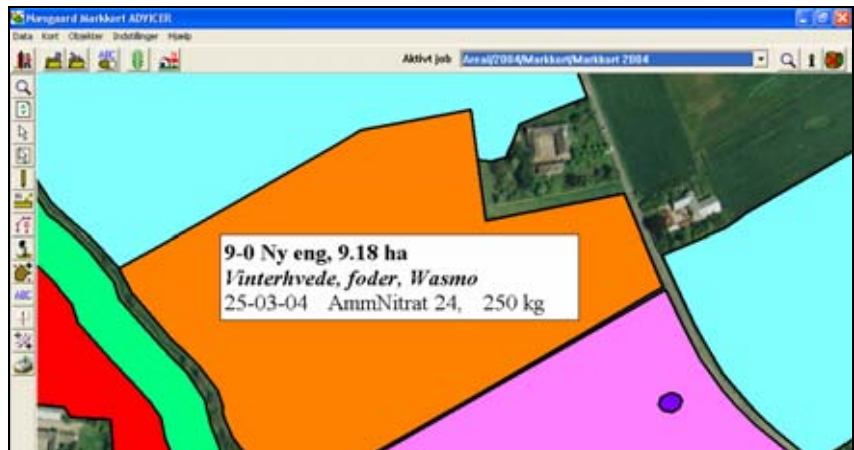 Næsgaard Markkort ADVICER
Data Kort Objekter Indstillinger Hjælp
ABC Aktivt job Areal/2004/Markkort/Markkort 2004
9-0 Ny eng, 9.18 ha
Vinterhvede, foder, Wasmo
25-03-04 AmmNitrat 24, 250 kg
ABC